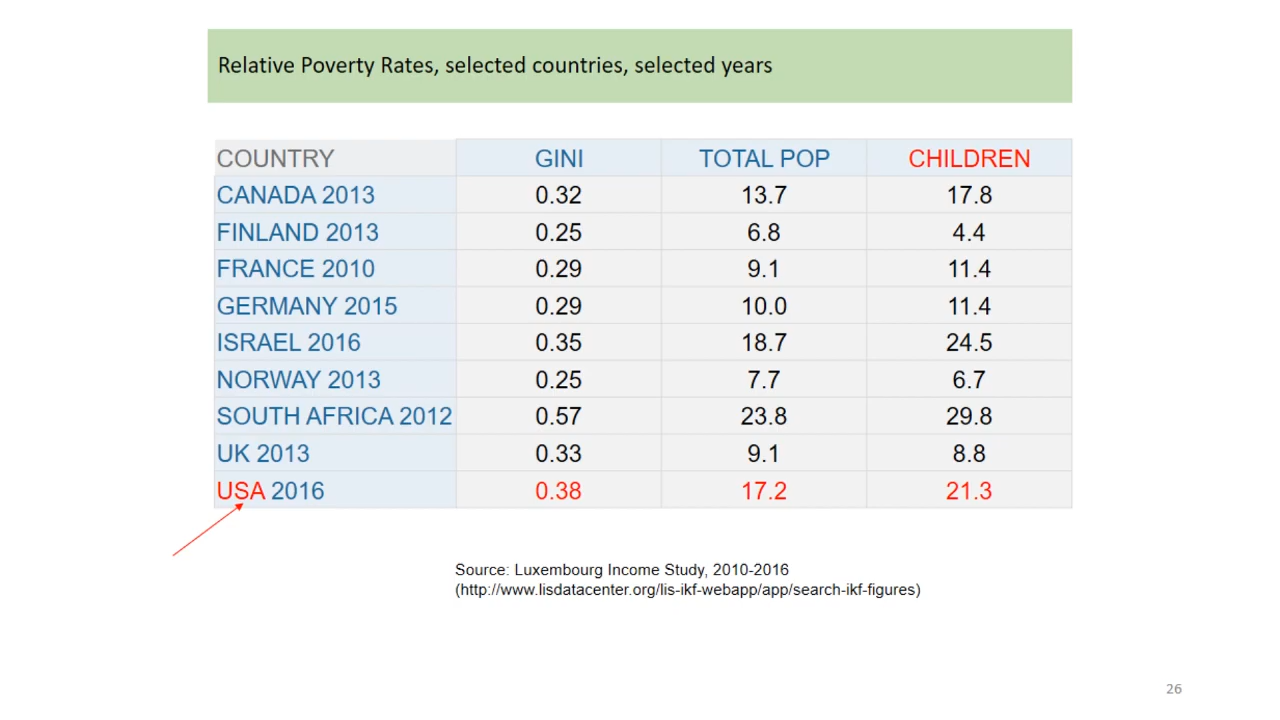 Relative Poverty Rates, selected countries, selected years
COUNTRY GINI TOTAL POP CHILDREN
CANADA 2013 0.32 13.7 17.8
FINLAND 2013 0.25 6.8 4.4
FRANCE 2010 0.29 9.1 11.4
GERMANY 2015 0.29 10.0 11.4
ISRAEL 2016 0.35 18.7 24.5
NORWAY 2013 0.25 7.7 6.7
SOUTH AFRICA 2012 0.57 23.8 29.8
UK 2013 0.33 9.1 8.8
USA 2016 0.38 17.2 21.3
Source: Luxembourg Income Study, 2010-2016
(http://www.lisdatacenter.org/lis-ikf-webapp/app/search-ikf-figures)
26